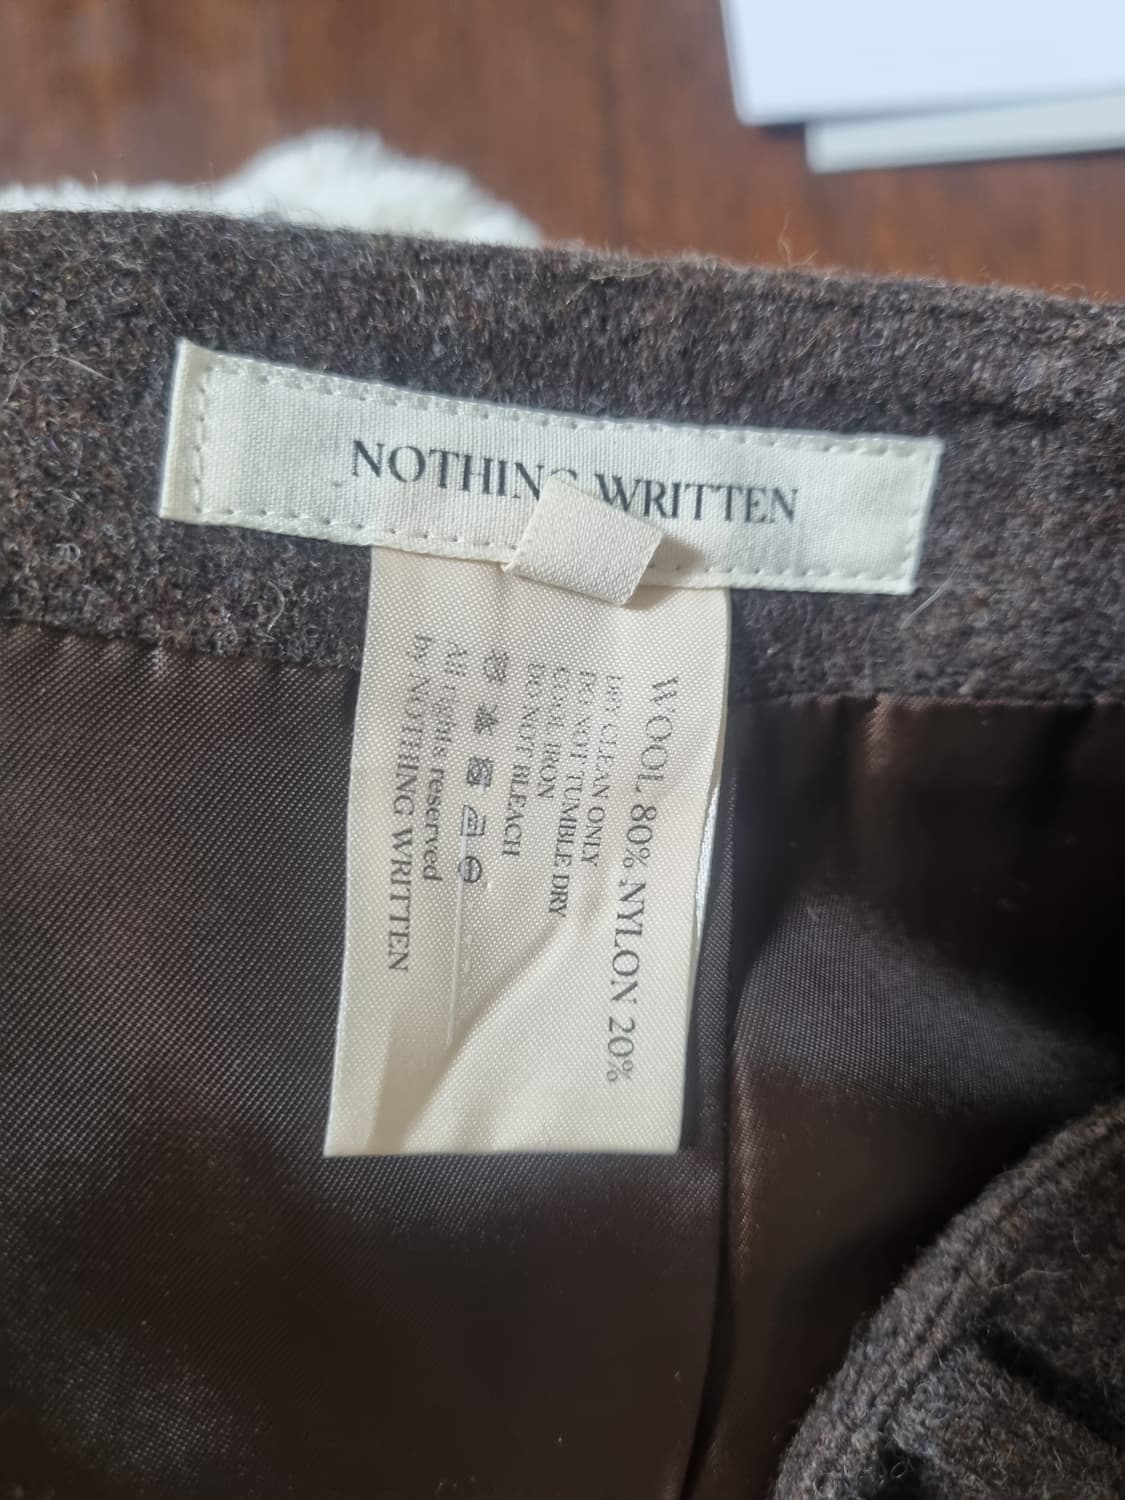 NOTHING WRITTEN
WOOL 80% NYLON 20%
DRY CLEAN ONLY
DO NOT TUMBLE DRY
COOL IRON
DO NOT BLEACH
All rights reserved
by NOTHING WRITTEN